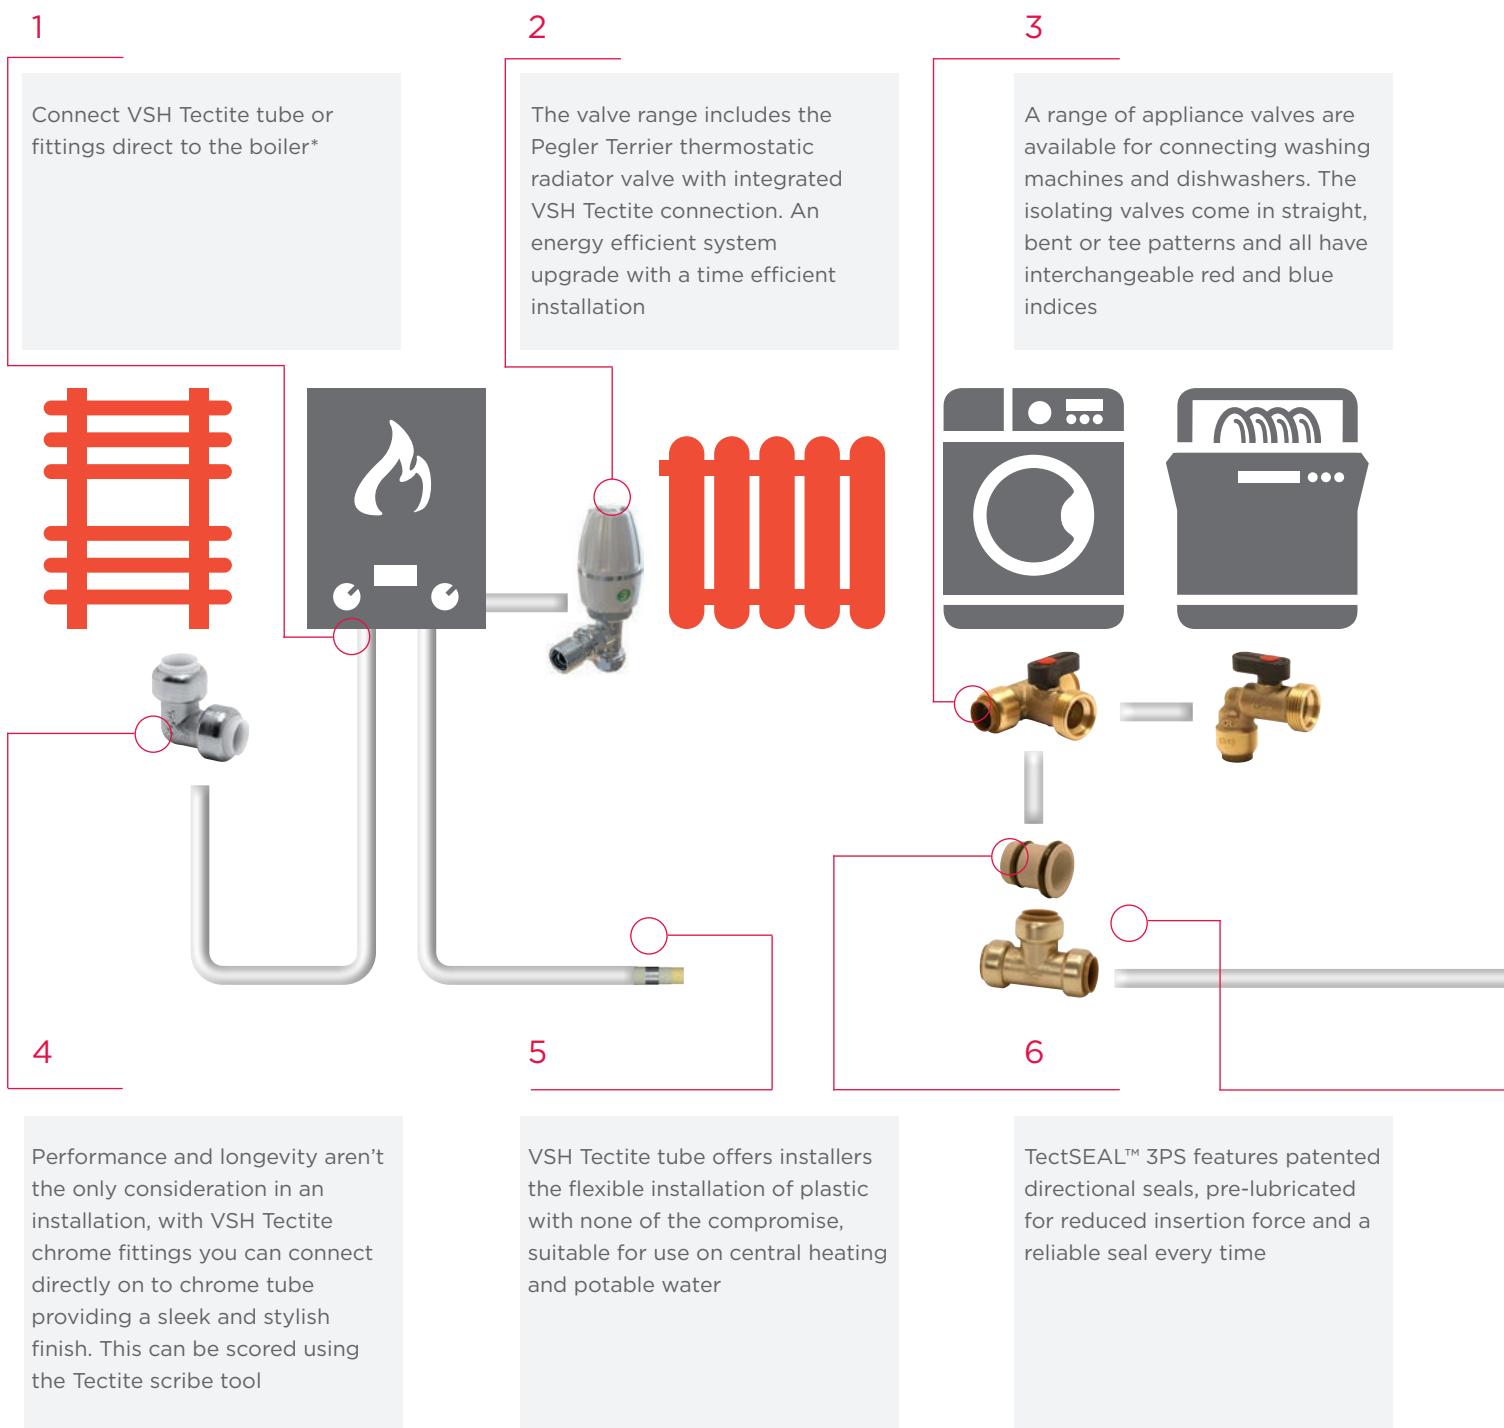 1
Connect VSH Tectite tube or
fittings direct to the boiler*
2
The valve range includes the
Pegler Terrier thermostatic
radiator valve with integrated
VSH Tectite connection. An
energy efficient system
upgrade with a time efficient
installation
3
A range of appliance valves are
available for connecting washing
machines and dishwashers. The
isolating valves come in straight,
bent or tee patterns and all have
interchangeable red and blue
indices
4
Performance and longevity aren't
the only consideration in an
installation, with VSH Tectite
chrome fittings you can connect
directly on to chrome tube
providing a sleek and stylish
finish. This can be scored using
the Tectite scribe tool
5
VSH Tectite tube offers installers
the flexible installation of plastic
with none of the compromise,
suitable for use on central heating
and potable water
6
TectSEAL™ 3PS features patented
directional seals, pre-lubricated
for reduced insertion force and a
reliable seal every time